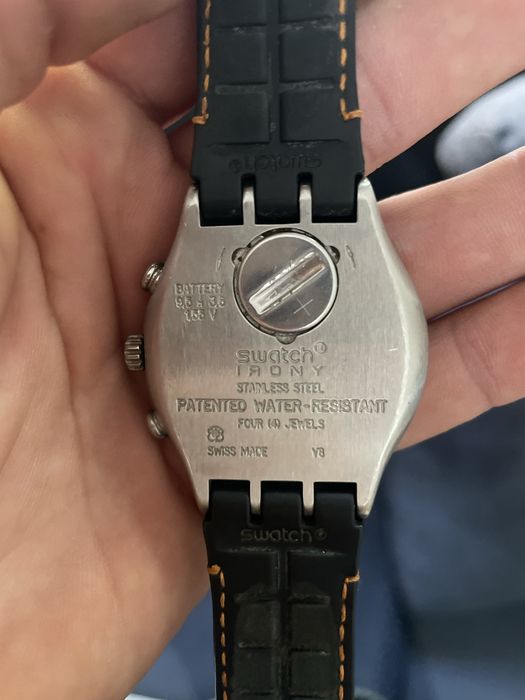 swatch
BATTERY
9,5 x 3,6
1,55 V
+
swatch
IRONY
STAINLESS STEEL
PATENTED WATER-RESISTANT
FOUR (4) JEWELS
SWISS MADE V8
swatch